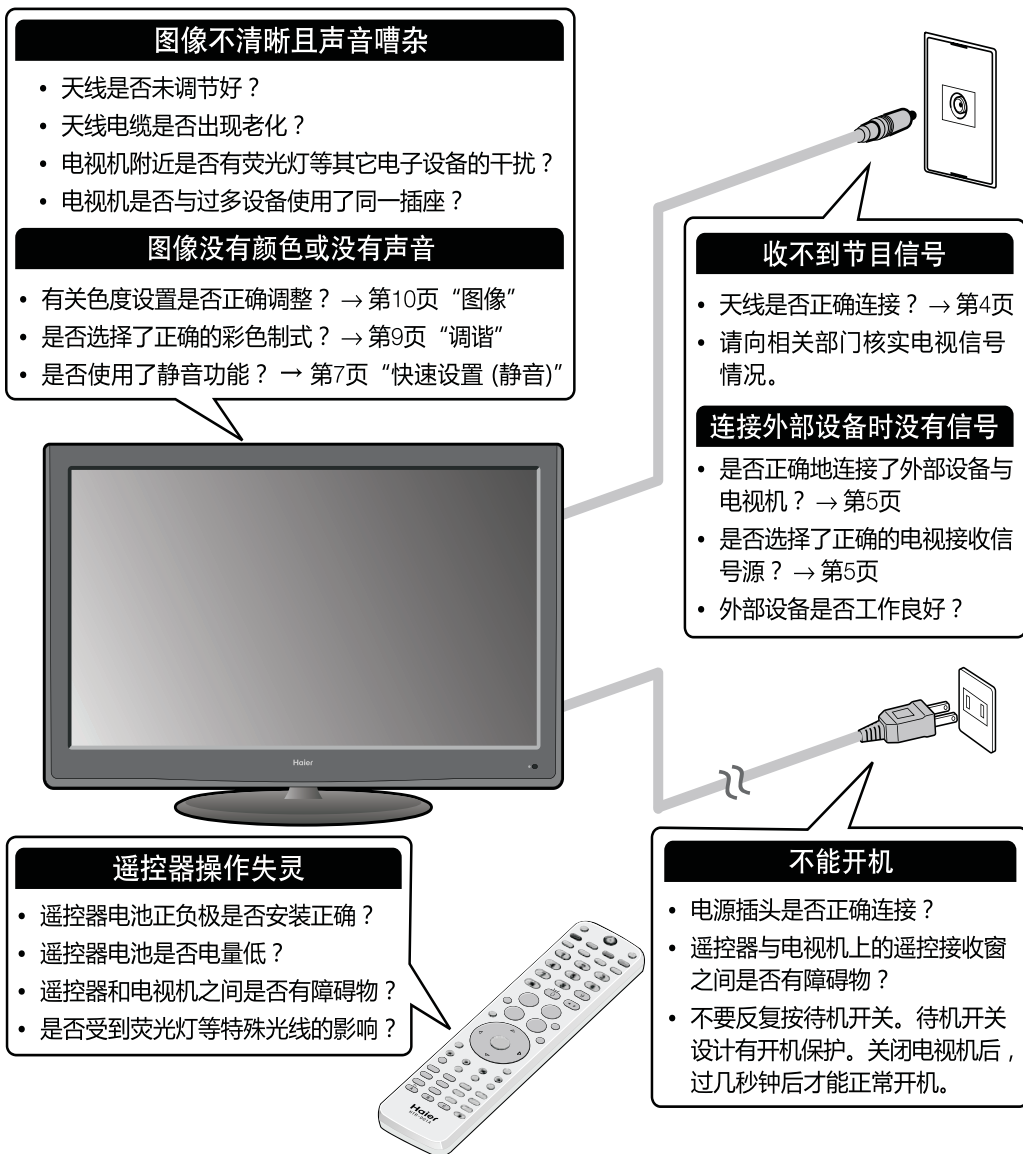 图像不清晰且声音嘈杂
• 天线是否未调节好？
• 天线电缆是否出现老化？
• 电视机附近是否有荧光灯等其它电子设备的干扰？
• 电视机是否与过多设备使用了同一插座？
图像没有颜色或没有声音
• 有关色度设置是否正确调整？→ 第10页“图像”
• 是否选择了正确的彩色制式？→ 第9页“调谐”
• 是否使用了静音功能？ → 第7页“快速设置 (静音)”
收不到节目信号
• 天线是否正确连接？→ 第4页
• 请向相关部门核实电视信号
情况。
连接外部设备时没有信号
• 是否正确地连接了外部设备与
电视机？→ 第5页
• 是否选择了正确的电视接收信
号源？→ 第5页
• 外部设备是否工作良好？
Haier
遥控器操作失灵
• 遥控器电池正负极是否安装正确？
• 遥控器电池是否电量低？
• 遥控器和电视机之间是否有障碍物？
• 是否受到荧光灯等特殊光线的影响？
Haier
不能开机
• 电源插头是否正确连接？
• 遥控器与电视机上的遥控接收窗
之间是否有障碍物？
• 不要反复按待机开关。待机开关
设计有开机保护。关闭电视机后，
过几秒钟后才能正常开机。